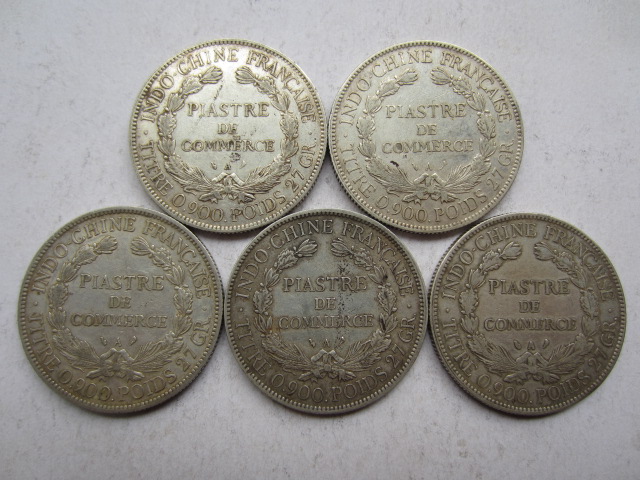 INDO-CHINE FRANÇAISE
PIASTRE
DE
COMMERCE
A
TITRE 0,900. POIDS 27 GR.
INDO-CHINE FRANÇAISE
PIASTRE
DE
COMMERCE
A
TITRE 0,900. POIDS 27 GR.
INDO-CHINE FRANÇAISE
PIASTRE
DE
COMMERCE
A
TITRE 0,900. POIDS 27 GR.
INDO-CHINE FRANÇAISE
PIASTRE
DE
COMMERCE
A
TITRE 0,900. POIDS 27 GR.
INDO-CHINE FRANÇAISE
PIASTRE
DE
COMMERCE
A
TITRE 0,900. POIDS 27 GR.